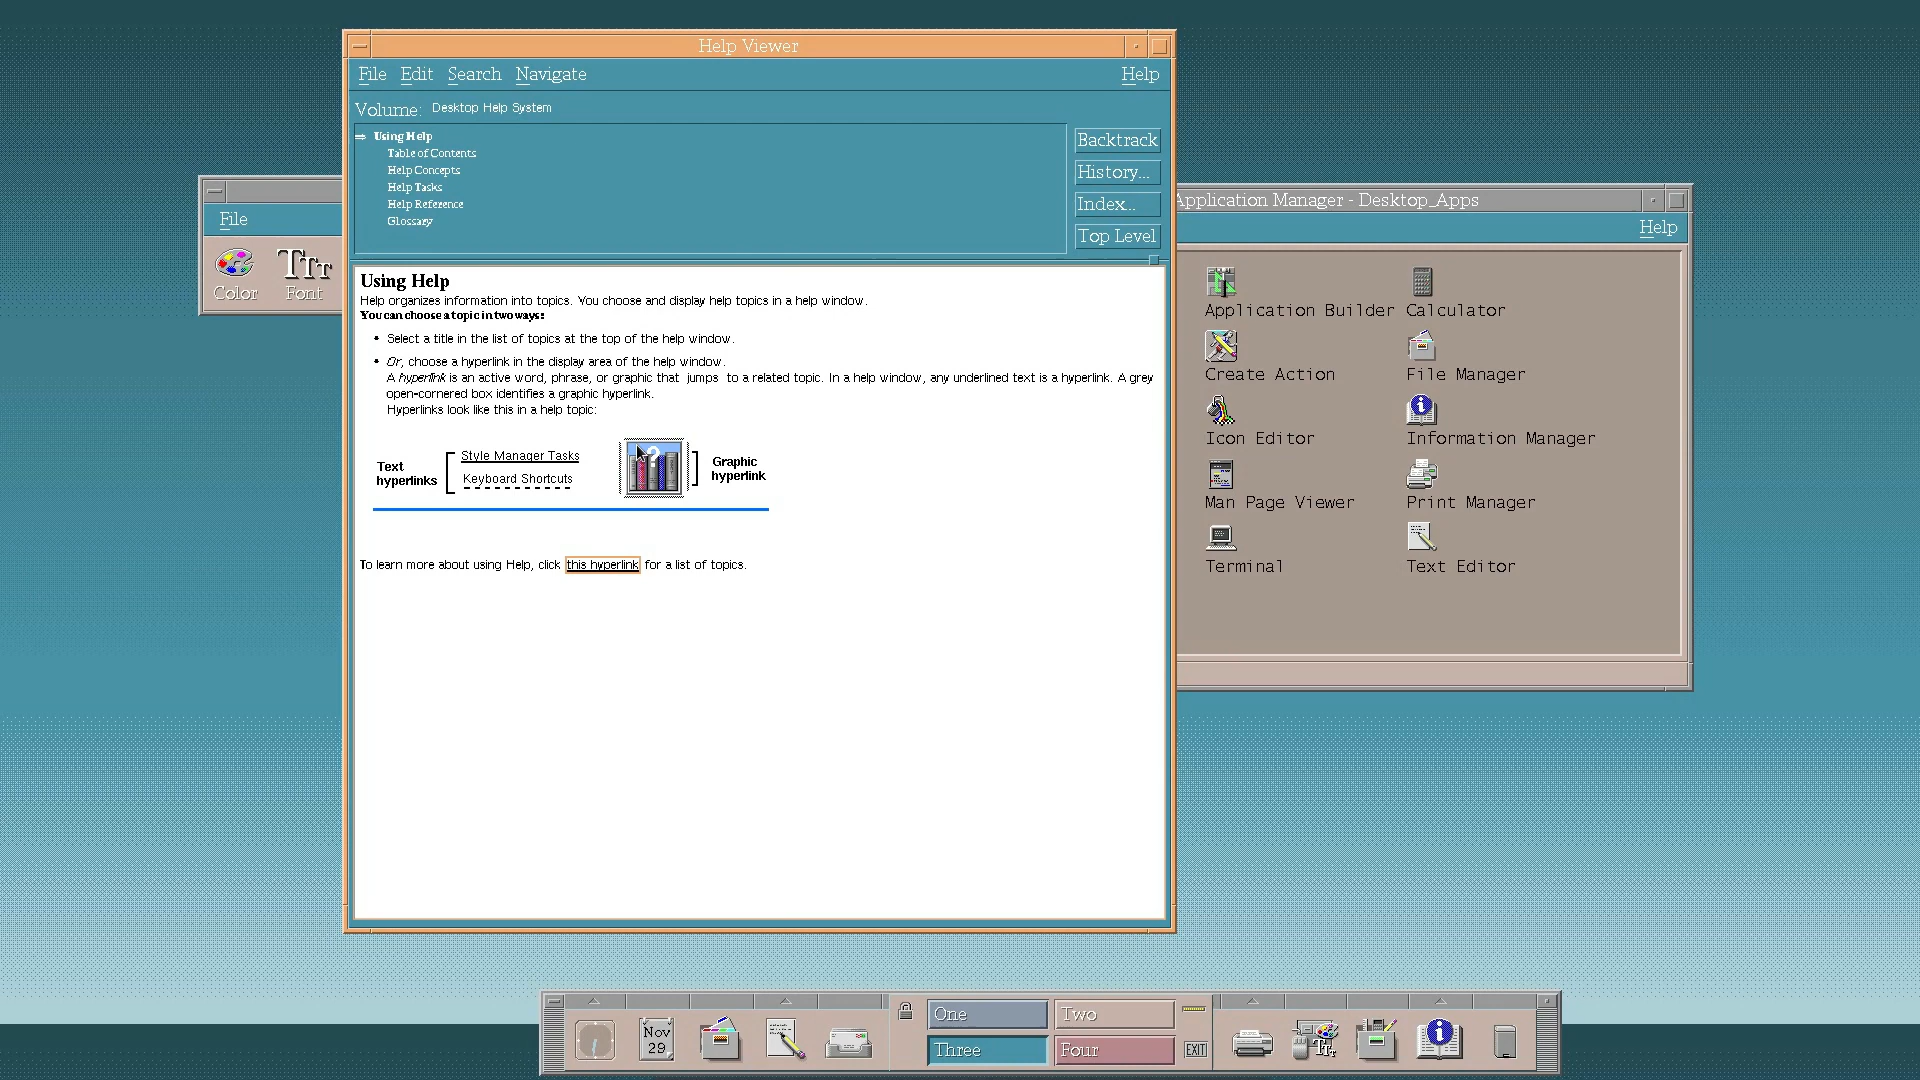 Help Viewer
File Edit Search Navigate Help
Volume: Desktop Help System
Using Help
Table of Contents
Help Concepts
Help Tasks
Help Reference
Glossary
Backtrack
History...
Index...
Top Level
Using Help
Help organizes information into topics. You choose and display help topics in a help window.
You can choose a topic in two ways:
• Select a title in the list of topics at the top of the help window.
• Or, choose a hyperlink in the display area of the help window.
A hyperlink is an active word, phrase, or graphic that jumps to a related topic. In a help window, any underlined text is a hyperlink. A grey
open-cornered box identifies a graphic hyperlink.
Hyperlinks look like this in a help topic:
Text
hyperlinks
Style Manager Tasks
Keyboard Shortcuts
?
Graphic
hyperlink
To learn more about using Help, click this hyperlink for a list of topics.
File
Color
TTT
Font
Application Manager - Desktop_Apps
Help
Application Builder
Calculator
Create Action
File Manager
Icon Editor
i
Information Manager
Man Page Viewer
Print Manager
Terminal
Text Editor
Nov
29
One
Two
Three
Four
EXIT
TTT
i